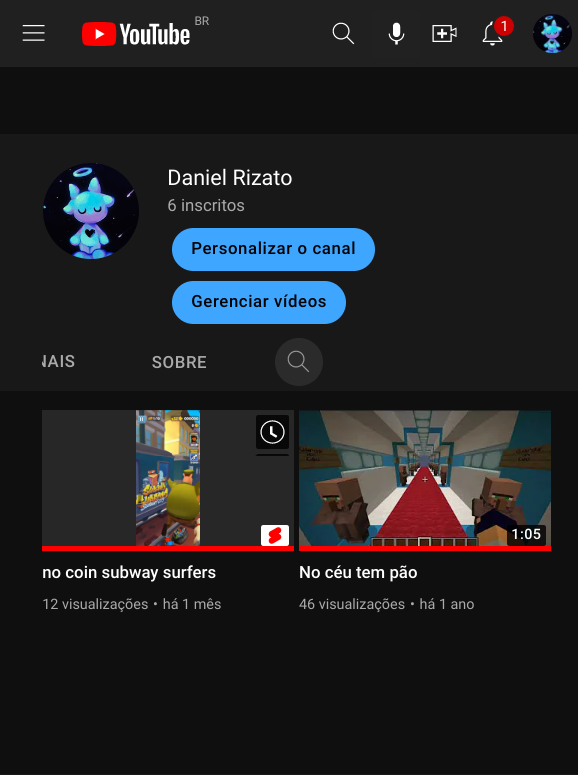 YouTube BR
1
Daniel Rizato
6 inscritos
Personalizar o canal
Gerenciar vídeos
NAIS
SOBRE
1:05
no coin subway surfers
No céu tem pão
12 visualizações • há 1 mês
46 visualizações • há 1 ano